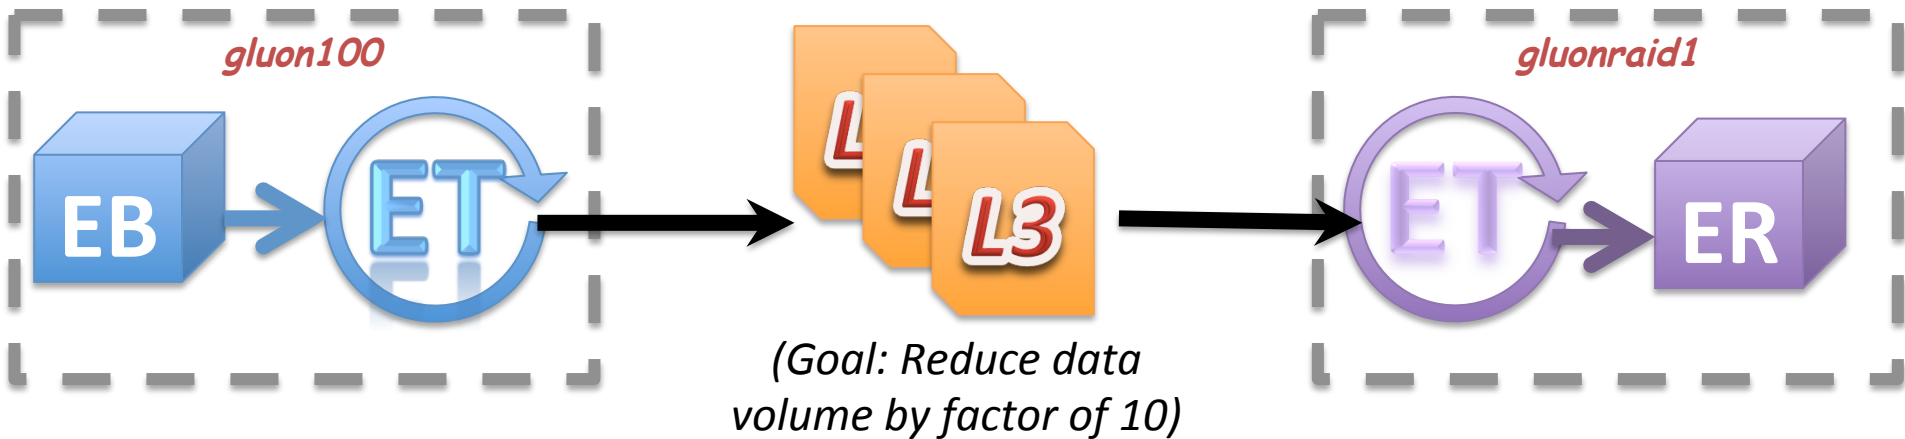 gluon100
EB
ET
L
L
L3
(Goal: Reduce data
volume by factor of 10)
gluonraid1
ET
ER